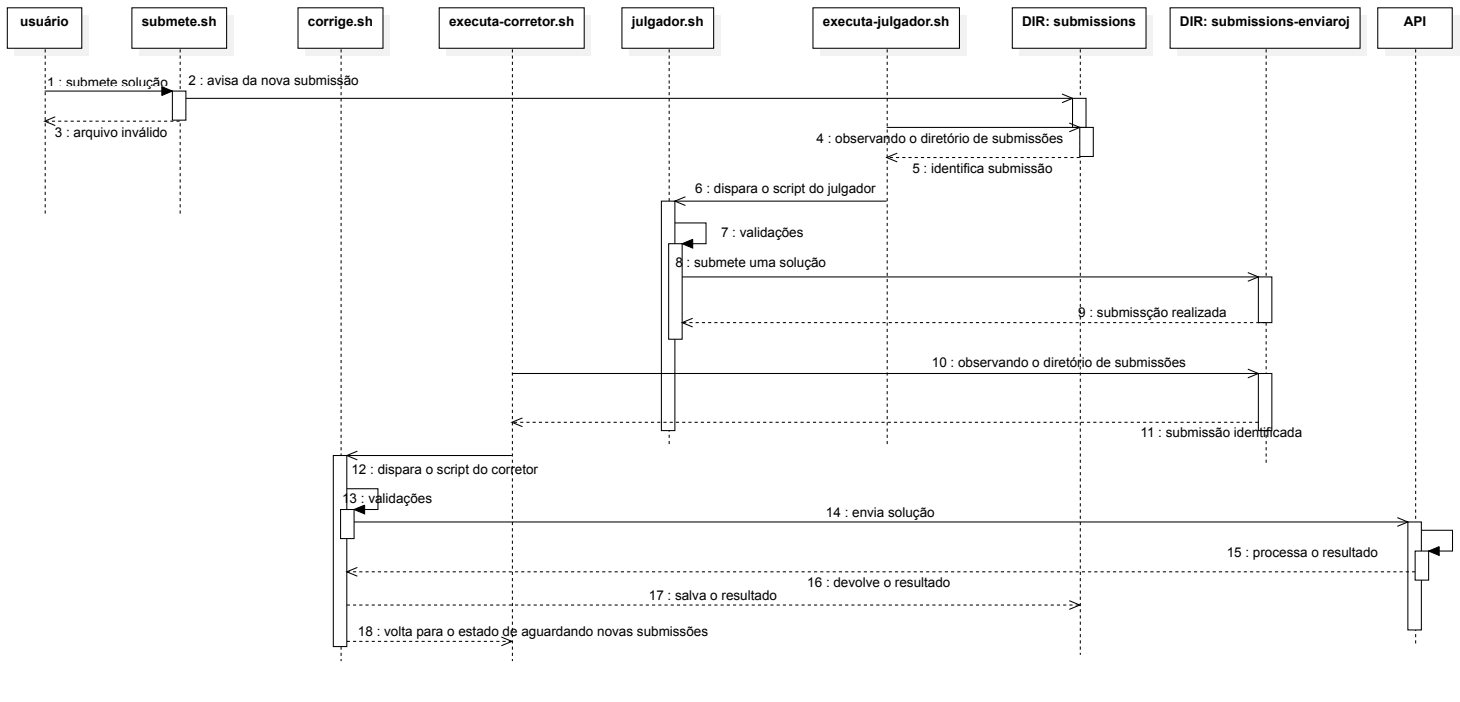 usuário
submete.sh
corrige.sh
executa-corretor.sh
julgador.sh
executa-julgador.sh
DIR: submissions
DIR: submissions-enviaroj
API
1 : submete solução
2 : avisa da nova submissão
3 : arquivo inválido
4 : observando o diretório de submissões
5 : identifica submissão
6 : dispara o script do julgador
7 : validações
8 : submete uma solução
9 : submissção realizada
10 : observando o diretório de submissões
11 : submissão identificada
12 : dispara o script do corretor
13 : validações
14 : envia solução
15 : processa o resultado
16 : devolve o resultado
17 : salva o resultado
18 : volta para o estado de aguardando novas submissões